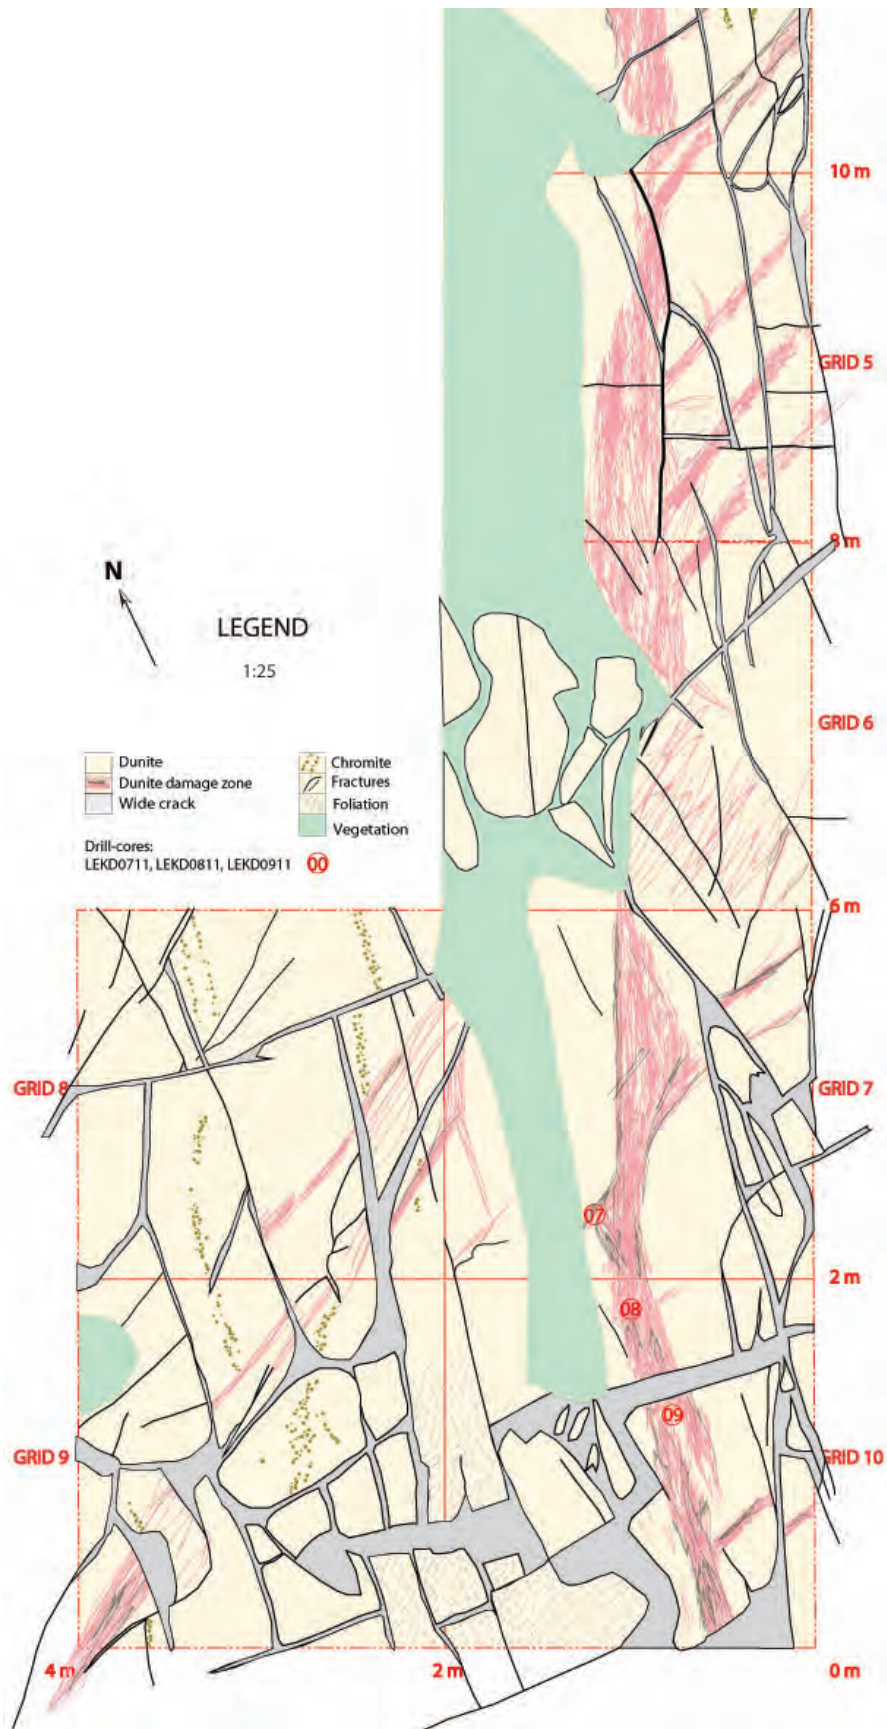 10 m
GRID 5
8 m
N
LEGEND
1:25
GRID 6
Dunite
Dunite damage zone
Wide crack
Chromite
Fractures
Foliation
Vegetation
Drill-cores:
LEKD0711, LEKD0811, LEKD0911 00
6 m
GRID 8
GRID 7
07
2 m
08
09
GRID 9
GRID 10
4 m
2 m
0 m